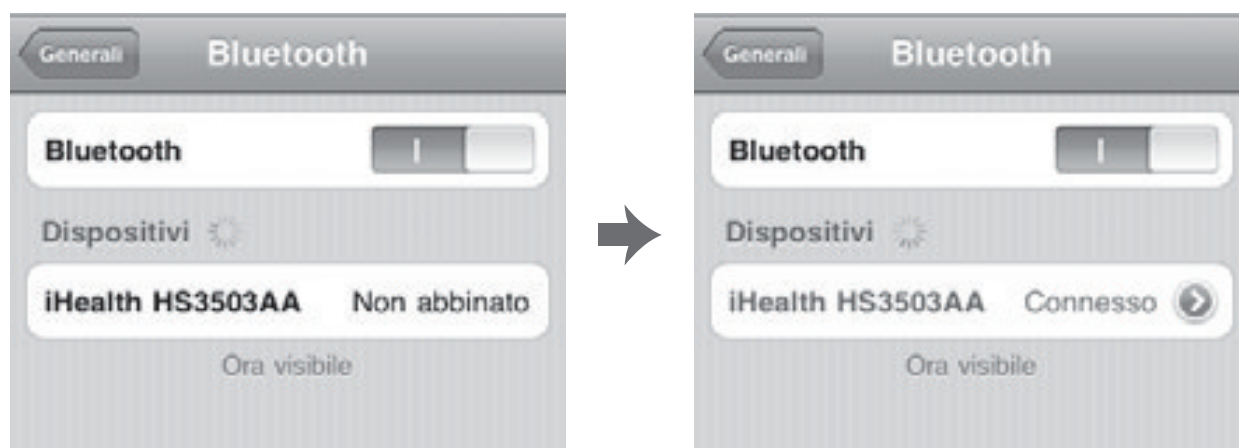 Generali Bluetooth
Bluetooth
Dispositivi
iHealth HS3503AA Non abbinato
Ora visibile
Generali Bluetooth
Bluetooth
Dispositivi
iHealth HS3503AA Connesso
Ora visibile